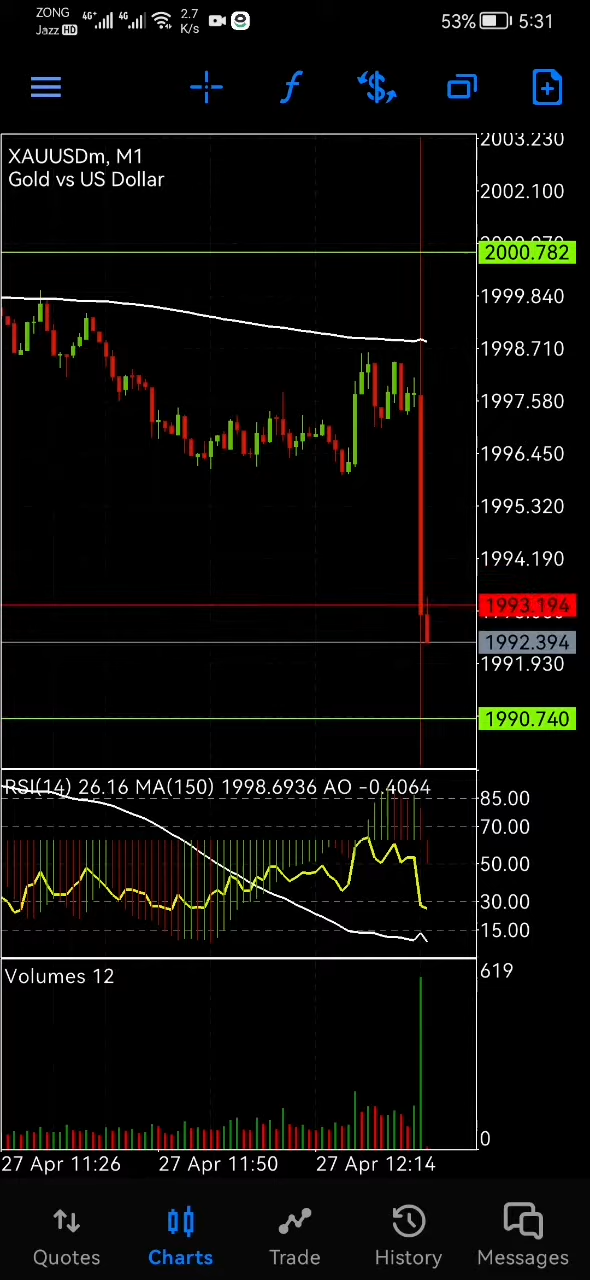 ZONG
Jazz HD
4G+
4G
2.7
K/s
53%
5:31
XAUUSDm, M1
Gold vs US Dollar
2003.230
2002.100
2000.782
1999.840
1998.710
1997.580
1996.450
1995.320
1994.190
1993.194
1992.394
1991.930
1990.740
RSI(14) 26.16 MA(150) 1998.6936 AO -0.4064
85.00
70.00
50.00
30.00
15.00
Volumes 12
619
0
27 Apr 11:26
27 Apr 11:50
27 Apr 12:14
Quotes
Charts
Trade
History
Messages